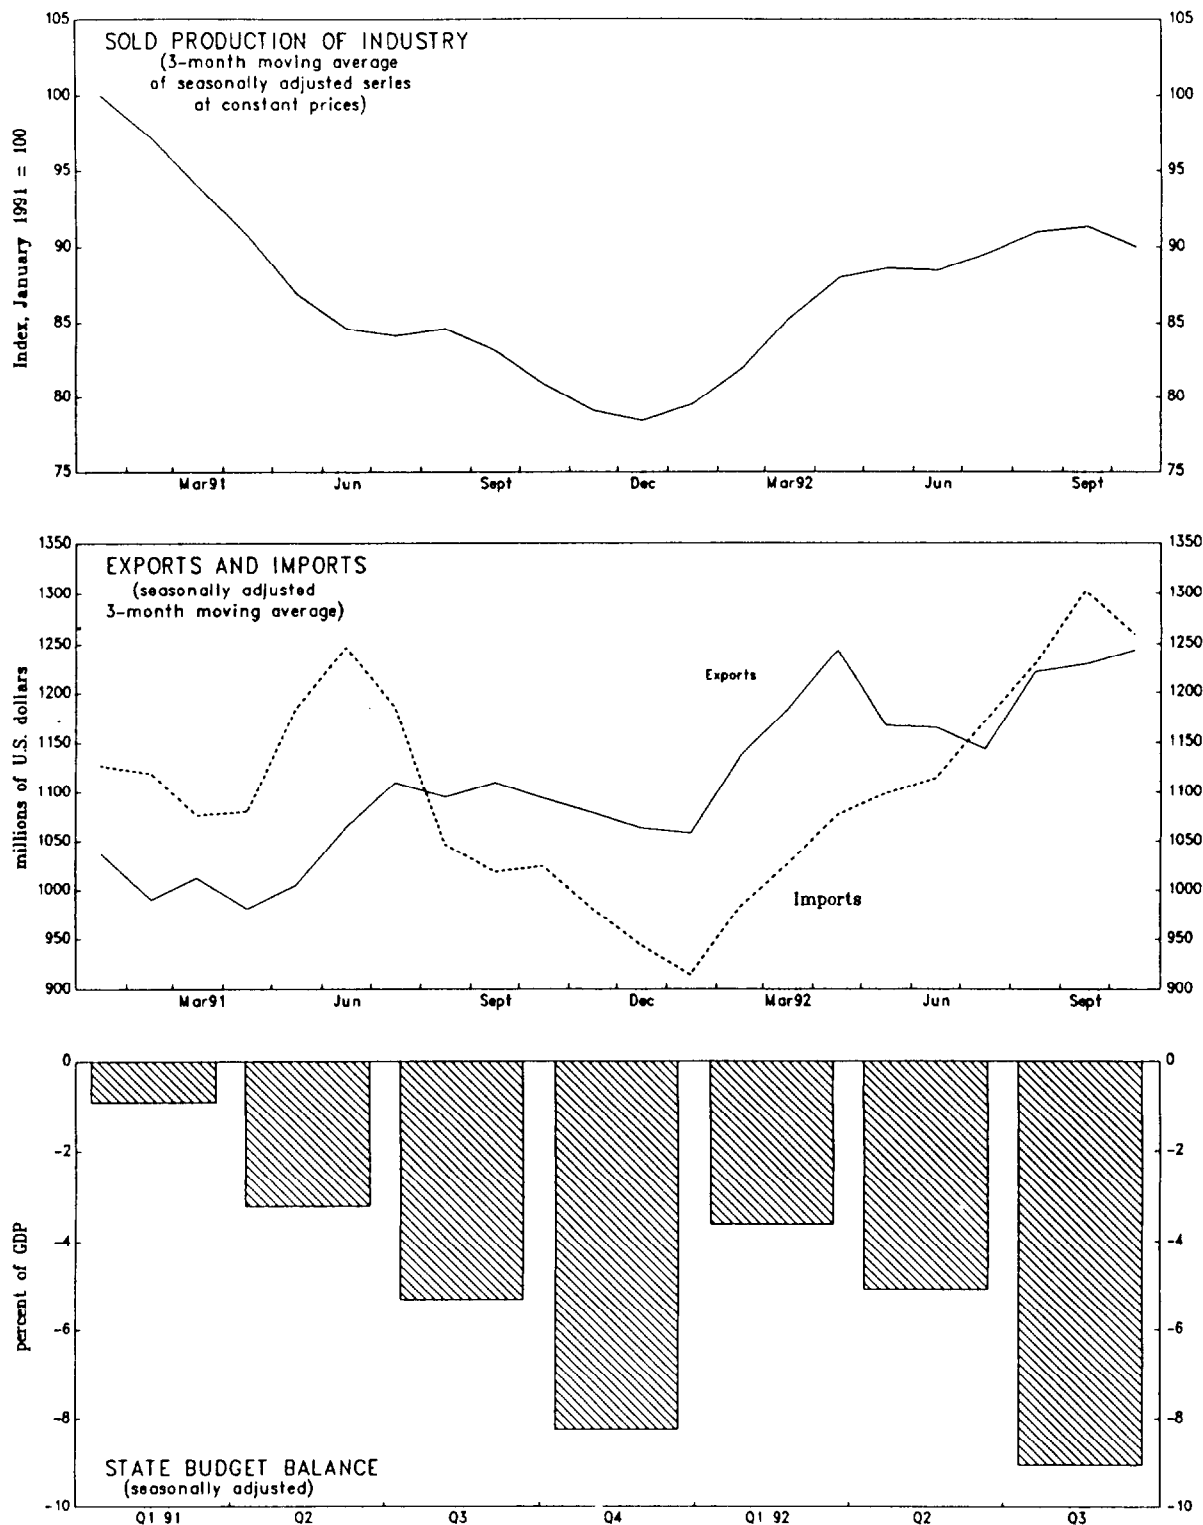 SOLD PRODUCTION OF INDUSTRY
(3-month moving average
of seasonally adjusted series
at constant prices)
Index, January 1991 = 100
105 105
100 100
95 95
90 90
85 85
80 80
75 75
Mar91 Jun Sept Dec Mar92 Jun Sept
EXPORTS AND IMPORTS
(seasonally adjusted
3-month moving average)
millions of U.S. dollars
1350 1350
1300 1300
1250 1250
1200 1200
1150 1150
1100 1100
1050 1050
1000 1000
950 950
900 900
Exports
Imports
Mar91 Jun Sept Dec Mar92 Jun Sept
percent of GDP
0 0
-2 -2
-4 -4
-6 -6
-8 -8
-10 -10
STATE BUDGET BALANCE
(seasonally adjusted)
Q1 91 Q2 Q3 Q4 Q1 92 Q2 Q3